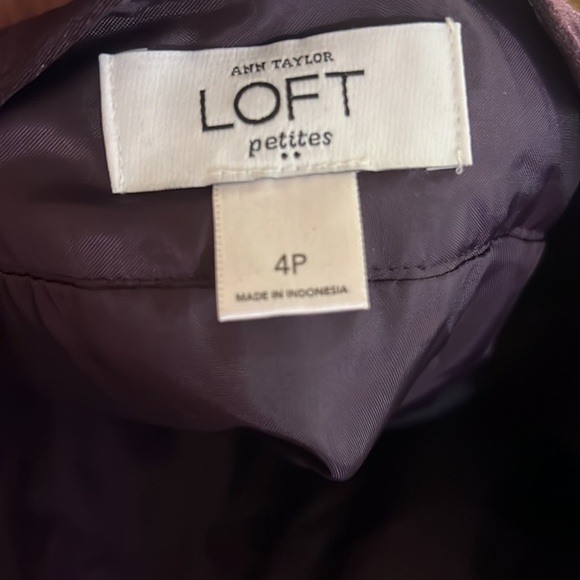 ANN TAYLOR
LOFT
petites
4P
MADE IN INDONESIA